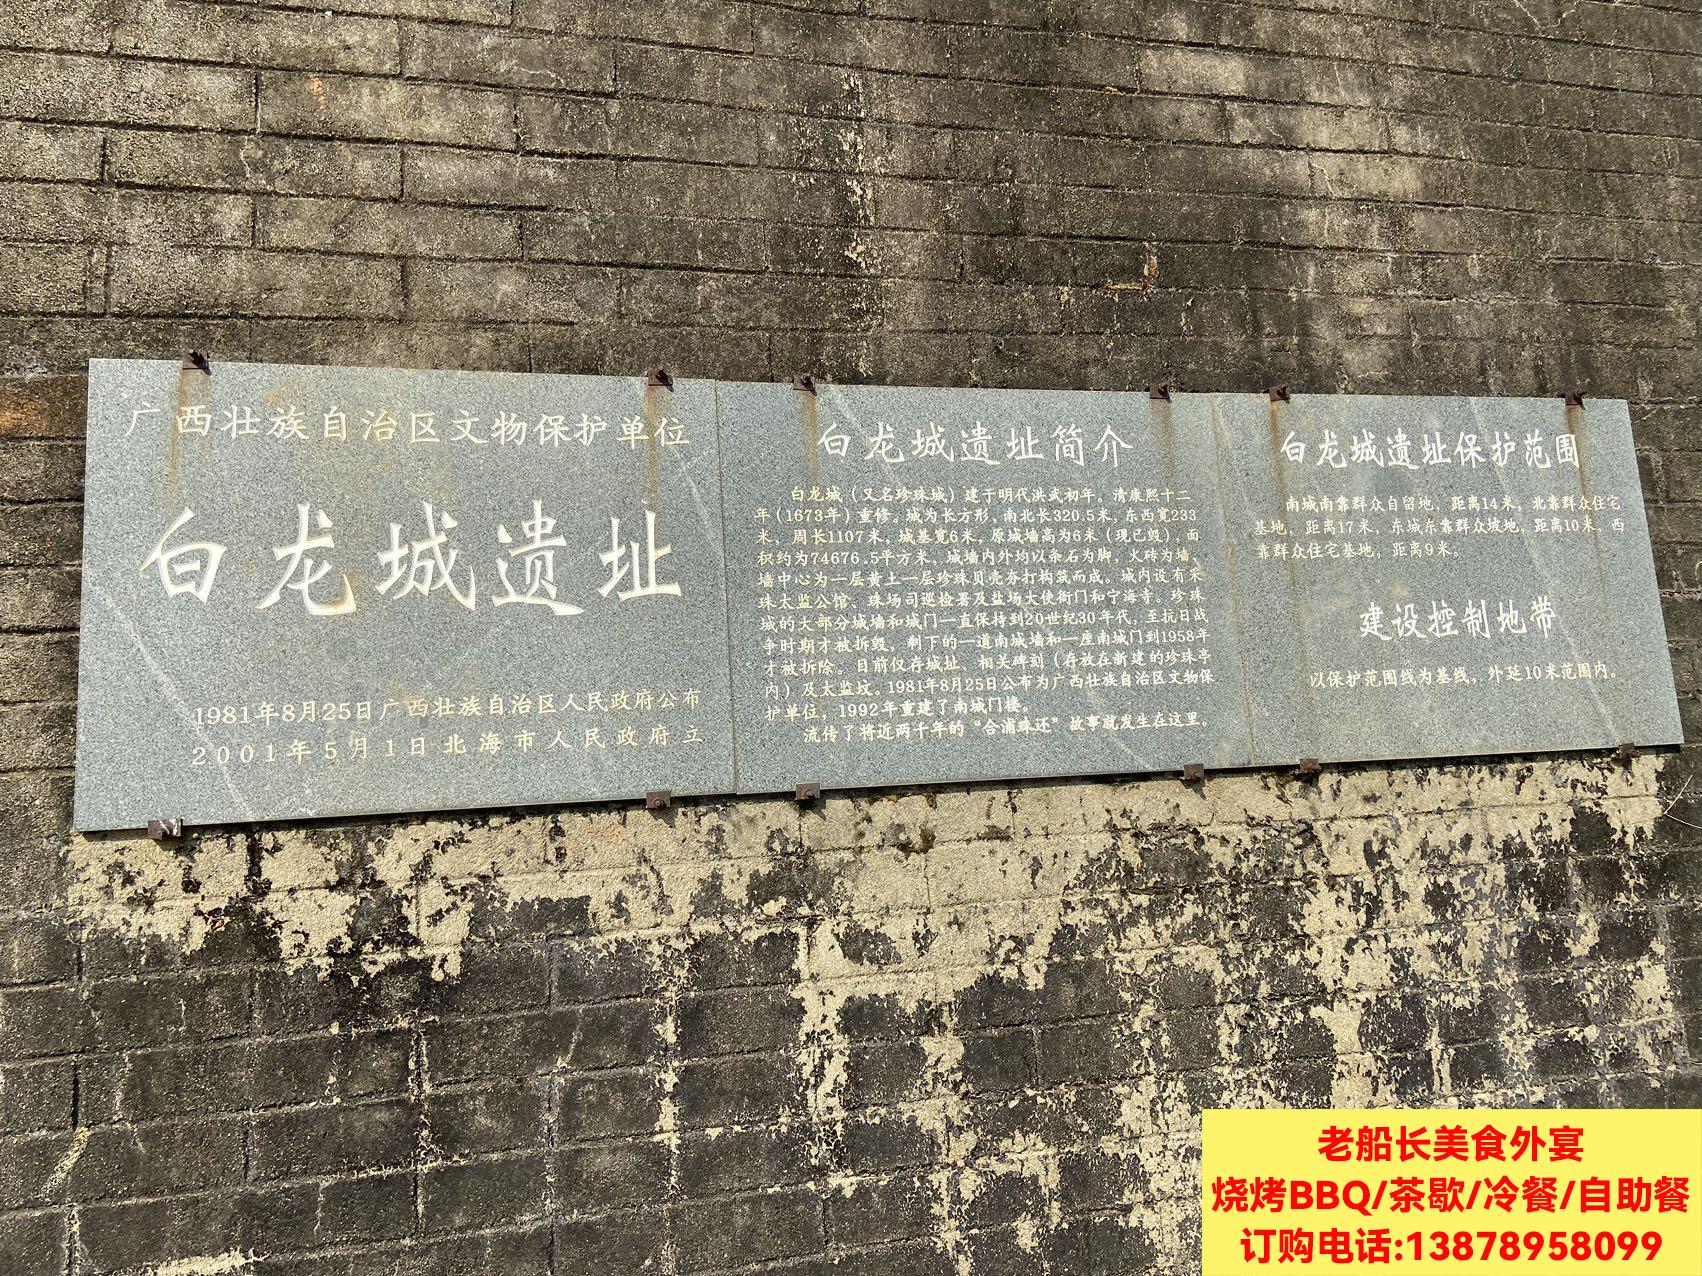 广西壮族自治区文物保护单位
白龙城遗址
1981年8月25日广西壮族自治区人民政府公布
2001年5月1日北海市人民政府立
白龙城遗址简介
白龙城（又名珍珠城）建于明代洪武初年。清康熙十二
年（1673年）重修。城为长方形，南北长320.5米，东西宽233
米，周长1107米，城基宽6米，原城墙高为6米（现已毁），面
积约为74676.5平方米，城墙内外均以条石为脚，火砖为墙，
墙中心为一层黄土一层珍珠贝壳夯打构筑而成。城内设有采
珠太监公馆、珠场司巡检署及盐场大使衙门和宁海寺。珍珠
城的大部分城墙和城门一直保持到20世纪30年代，至抗日战
争时期才被拆毁，剩下的一道南城墙和一座南城门到1958年
才被拆除。目前仅存城址、相关碑刻（存放在新建的珍珠亭
内）及太监坟。1981年8月25日公布为广西壮族自治区文物保
护单位，1992年重建了南城门楼。
流传了将近两千年的“合浦珠还”故事就发生在这里。
白龙城遗址保护范围
南城南靠群众自留地，距离14米，北靠群众住宅
基地，距离17米，东城东靠群众坡地，距离10米，西
靠群众住宅基地，距离9米。
建设控制地带
以保护范围线为基线，外延10米范围内。
老船长美食外宴
烧烤BBQ/茶歇/冷餐/自助餐
订购电话:13878958099